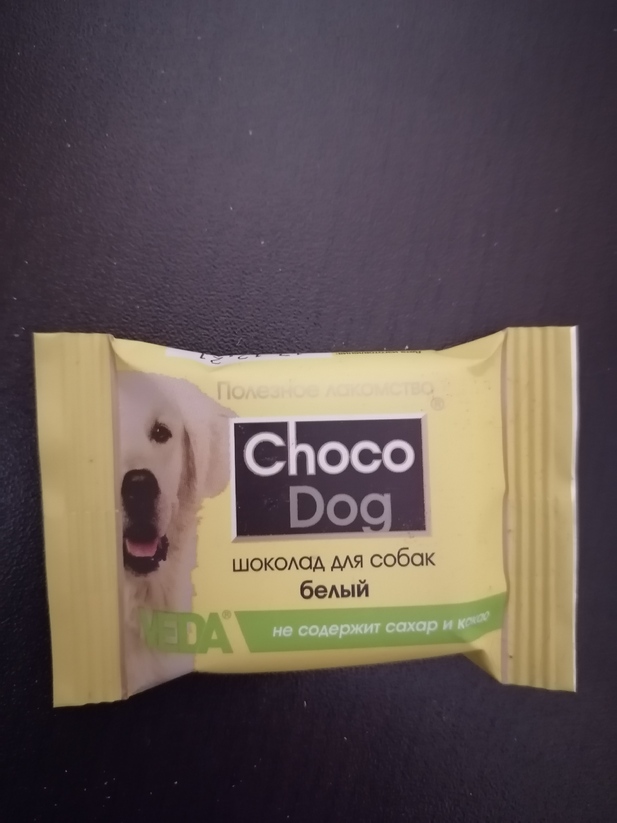 Полезное лакомство
®
Choco
Dog
шоколад для собак
белый
VEDA®
не содержит сахар и какао